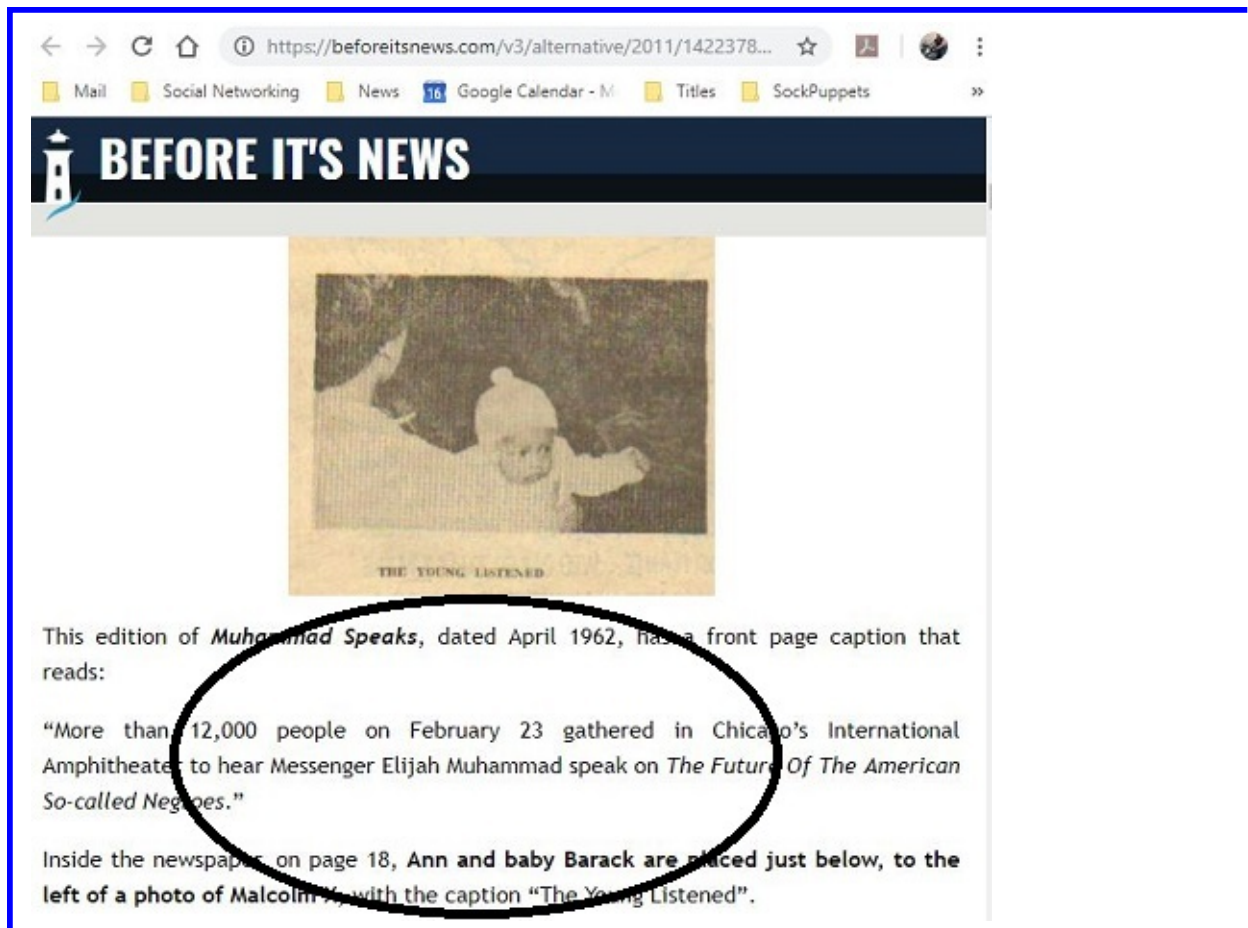 https://beforeitsnews.com/v3/alternative/2011/1422378...
Mail Social Networking News 16 Google Calendar - M Titles SockPuppets »
BEFORE IT'S NEWS
THE YOUNG LISTENED
This edition of Muhammad Speaks, dated April 1962, has a front page caption that
reads:
“More than 12,000 people on February 23 gathered in Chicago’s International
Amphitheater to hear Messenger Elijah Muhammad speak on The Future Of The American
So-called Negroes.”
Inside the newspaper, on page 18, Ann and baby Barack are placed just below, to the
left of a photo of Malcolm X, with the caption “The Young Listened”.